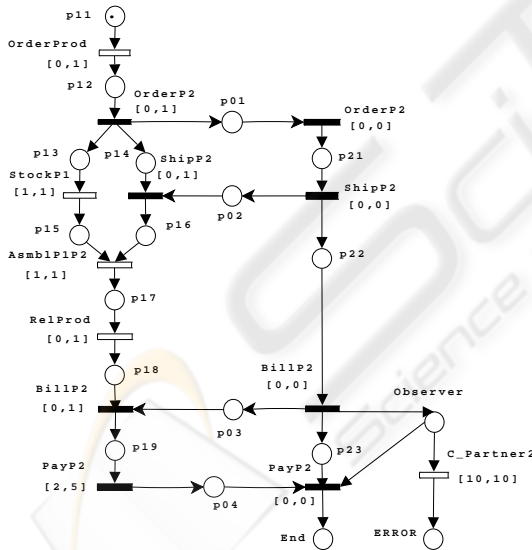 p11
OrderProd
[0,1]
p12
OrderP2
[0,1]
p01
OrderP2
[0,0]
p13
p14
ShipP2
[0,1]
p21
StockP1
[1,1]
ShipP2
[0,0]
p02
p15
p16
AsmblP1P2
[1,1]
p22
p17
RelProd
[0,1]
p18
BillP2
[0,1]
BillP2
[0,0]
Observer
p03
p19
p23
C_Partner2
[10,10]
PayP2
[2,5]
PayP2
[0,0]
p04
End
ERROR
Science